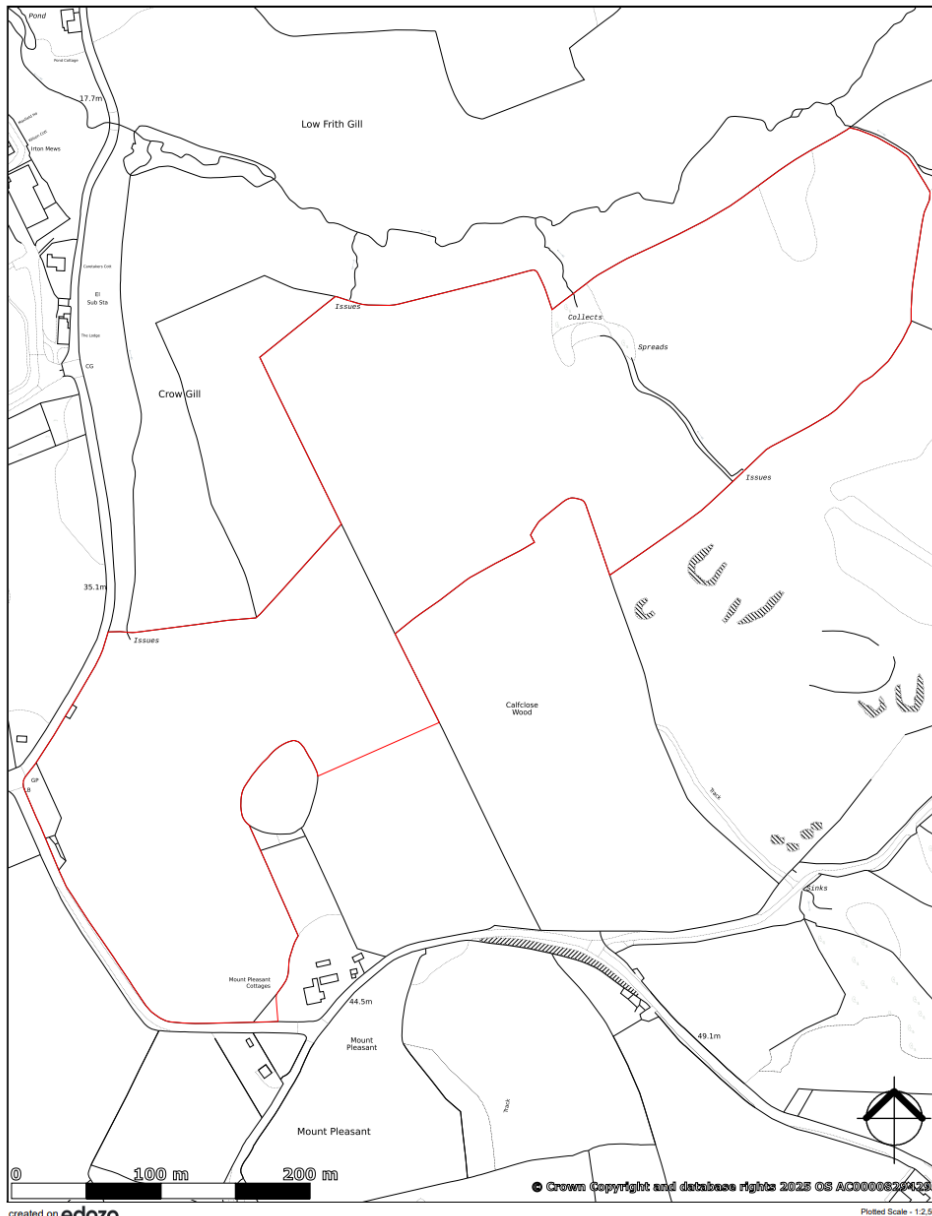 Pond
Pond Cottage
17.7m
Low Frith Gill
Irton Mews
El
Sub Sta
The Lodge
CG
Issues
Collects
Spreads
Crow Gill
Issues
35.1m
Issues
Calfclose
Wood
GP
B
Track
Sinks
Mount Pleasant
Cottages
44.5m
49.1m
Mount
Pleasant
Track
Mount Pleasant
0 100 m 200 m
© Crown Copyright and database rights 2025 OS
created on edozo
Plotted Scale - 1:2,5